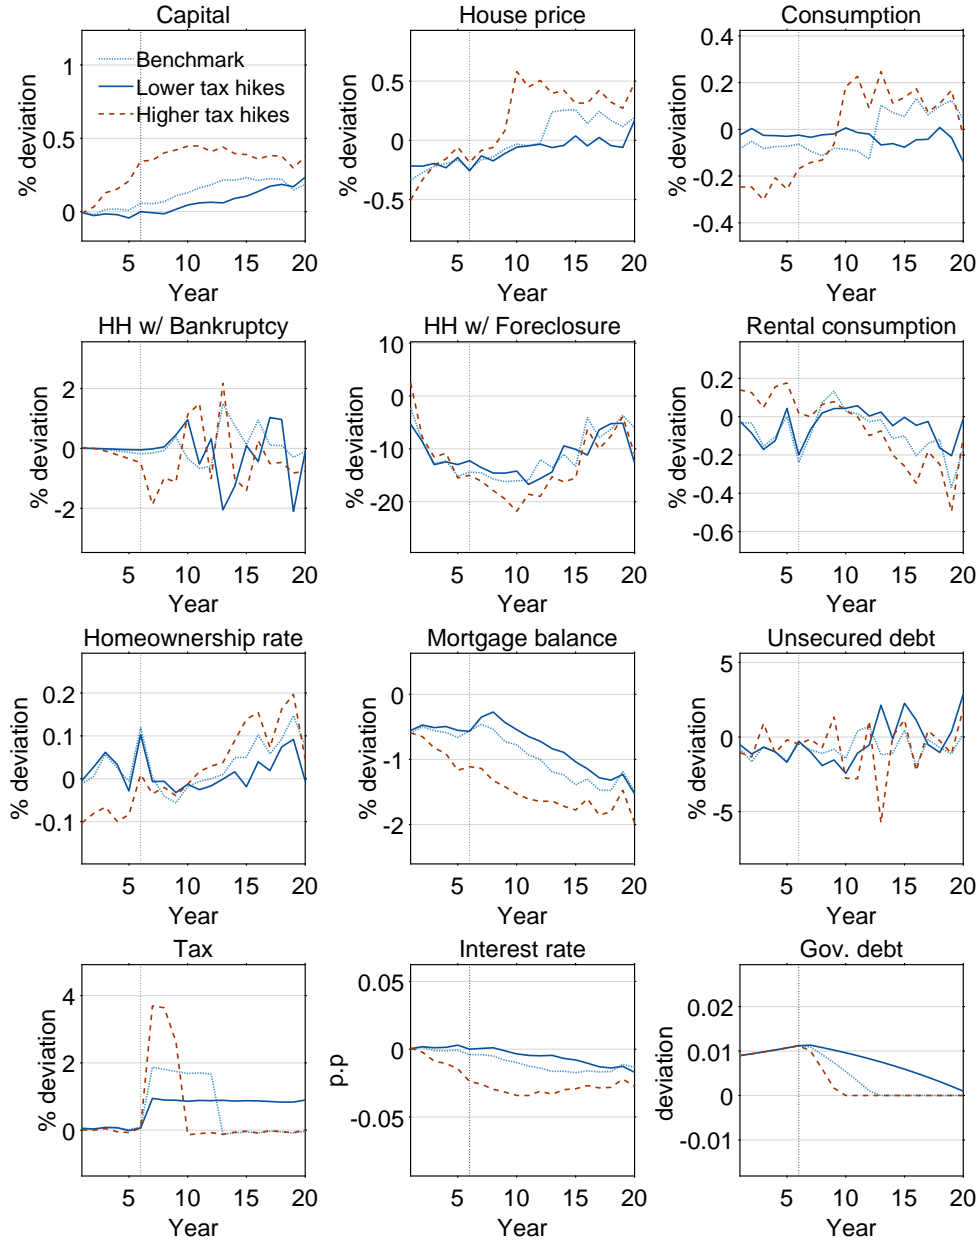 Capital
House price
Consumption
1
0.5
0
% deviation
Benchmark
Lower tax hikes
Higher tax hikes
5 10 15 20
Year
0.5
0
-0.5
% deviation
5 10 15 20
Year
0.4
0.2
0
-0.2
-0.4
% deviation
5 10 15 20
Year
HH w/ Bankruptcy
HH w/ Foreclosure
Rental consumption
2
0
-2
% deviation
5 10 15 20
Year
10
0
-10
-20
% deviation
5 10 15 20
Year
0.2
0
-0.2
-0.4
-0.6
% deviation
5 10 15 20
Year
Homeownership rate
Mortgage balance
Unsecured debt
0.2
0.1
0
-0.1
% deviation
5 10 15 20
Year
0
-1
-2
% deviation
5 10 15 20
Year
5
0
-5
% deviation
5 10 15 20
Year
Tax
Interest rate
Gov. debt
4
2
0
% deviation
5 10 15 20
Year
0.05
0
-0.05
p.p
5 10 15 20
Year
0.02
0.01
0
-0.01
deviation
5 10 15 20
Year